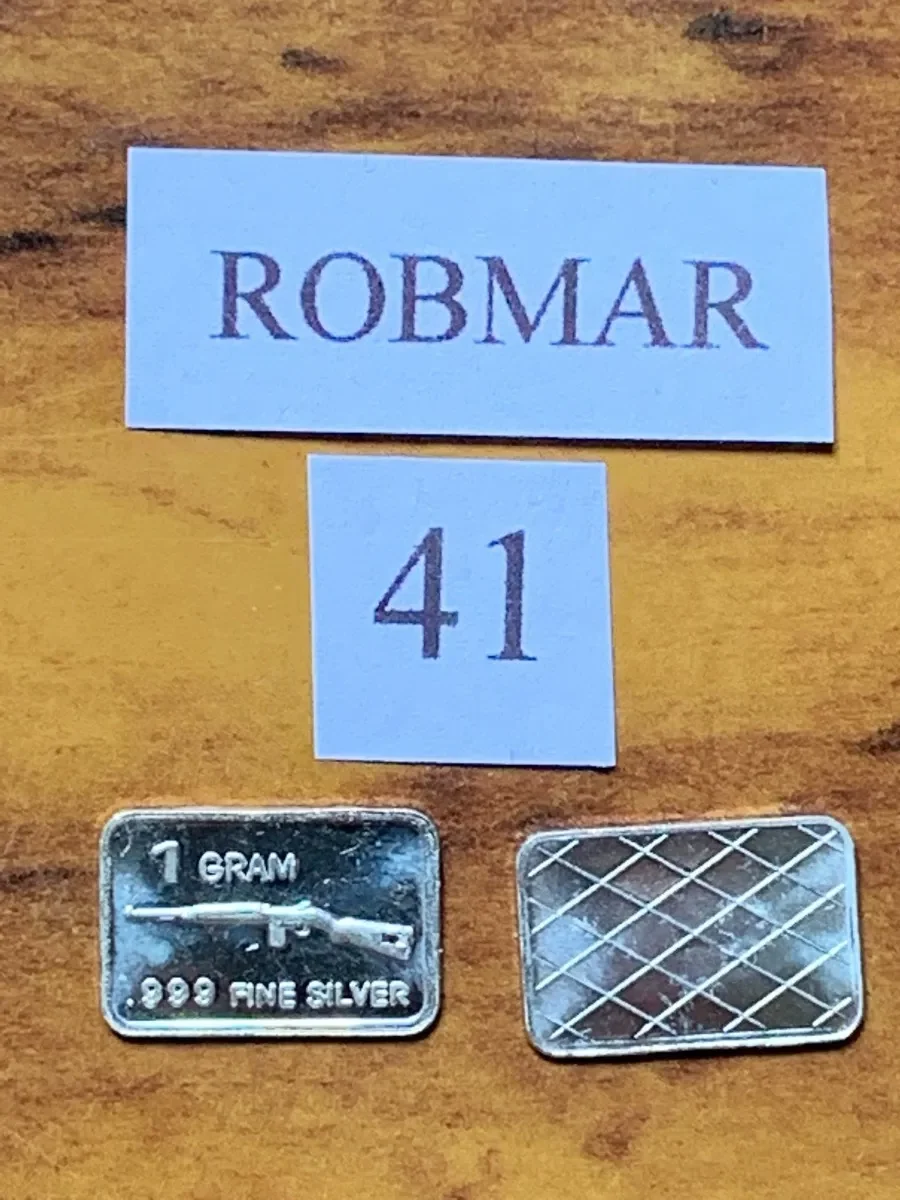 ROBMAR
41
1 GRAM
.999 FINE SILVER